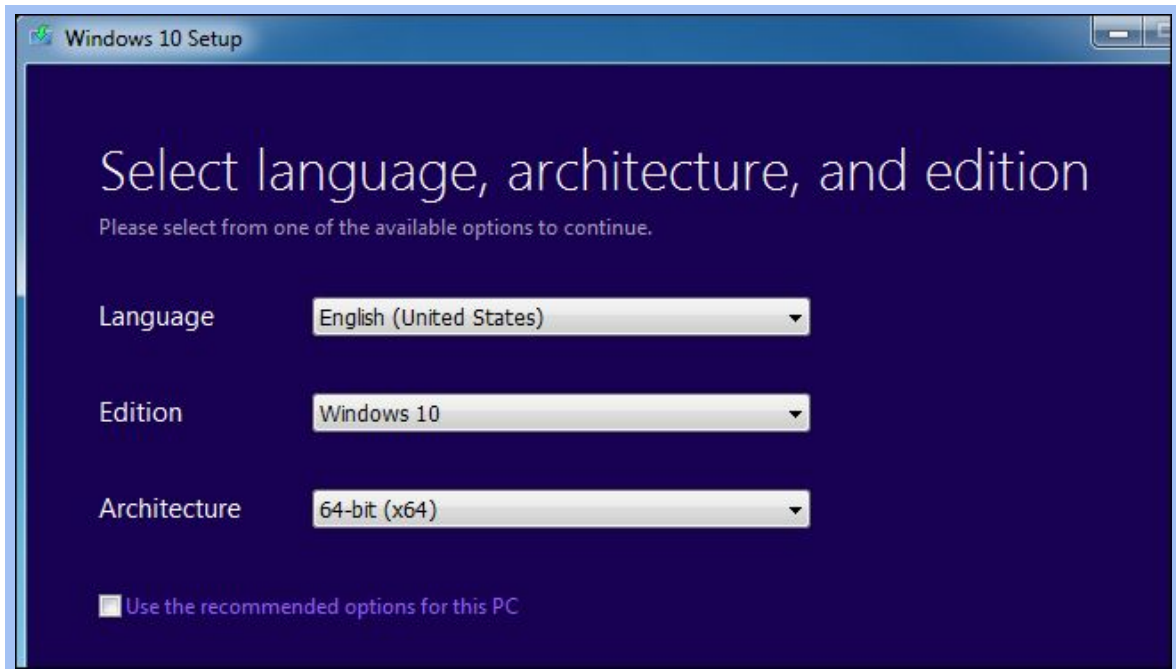 Windows 10 Setup
Select language, architecture, and edition
Please select from one of the available options to continue.
Language English (United States)
Edition Windows 10
Architecture 64-bit (x64)
Use the recommended options for this PC